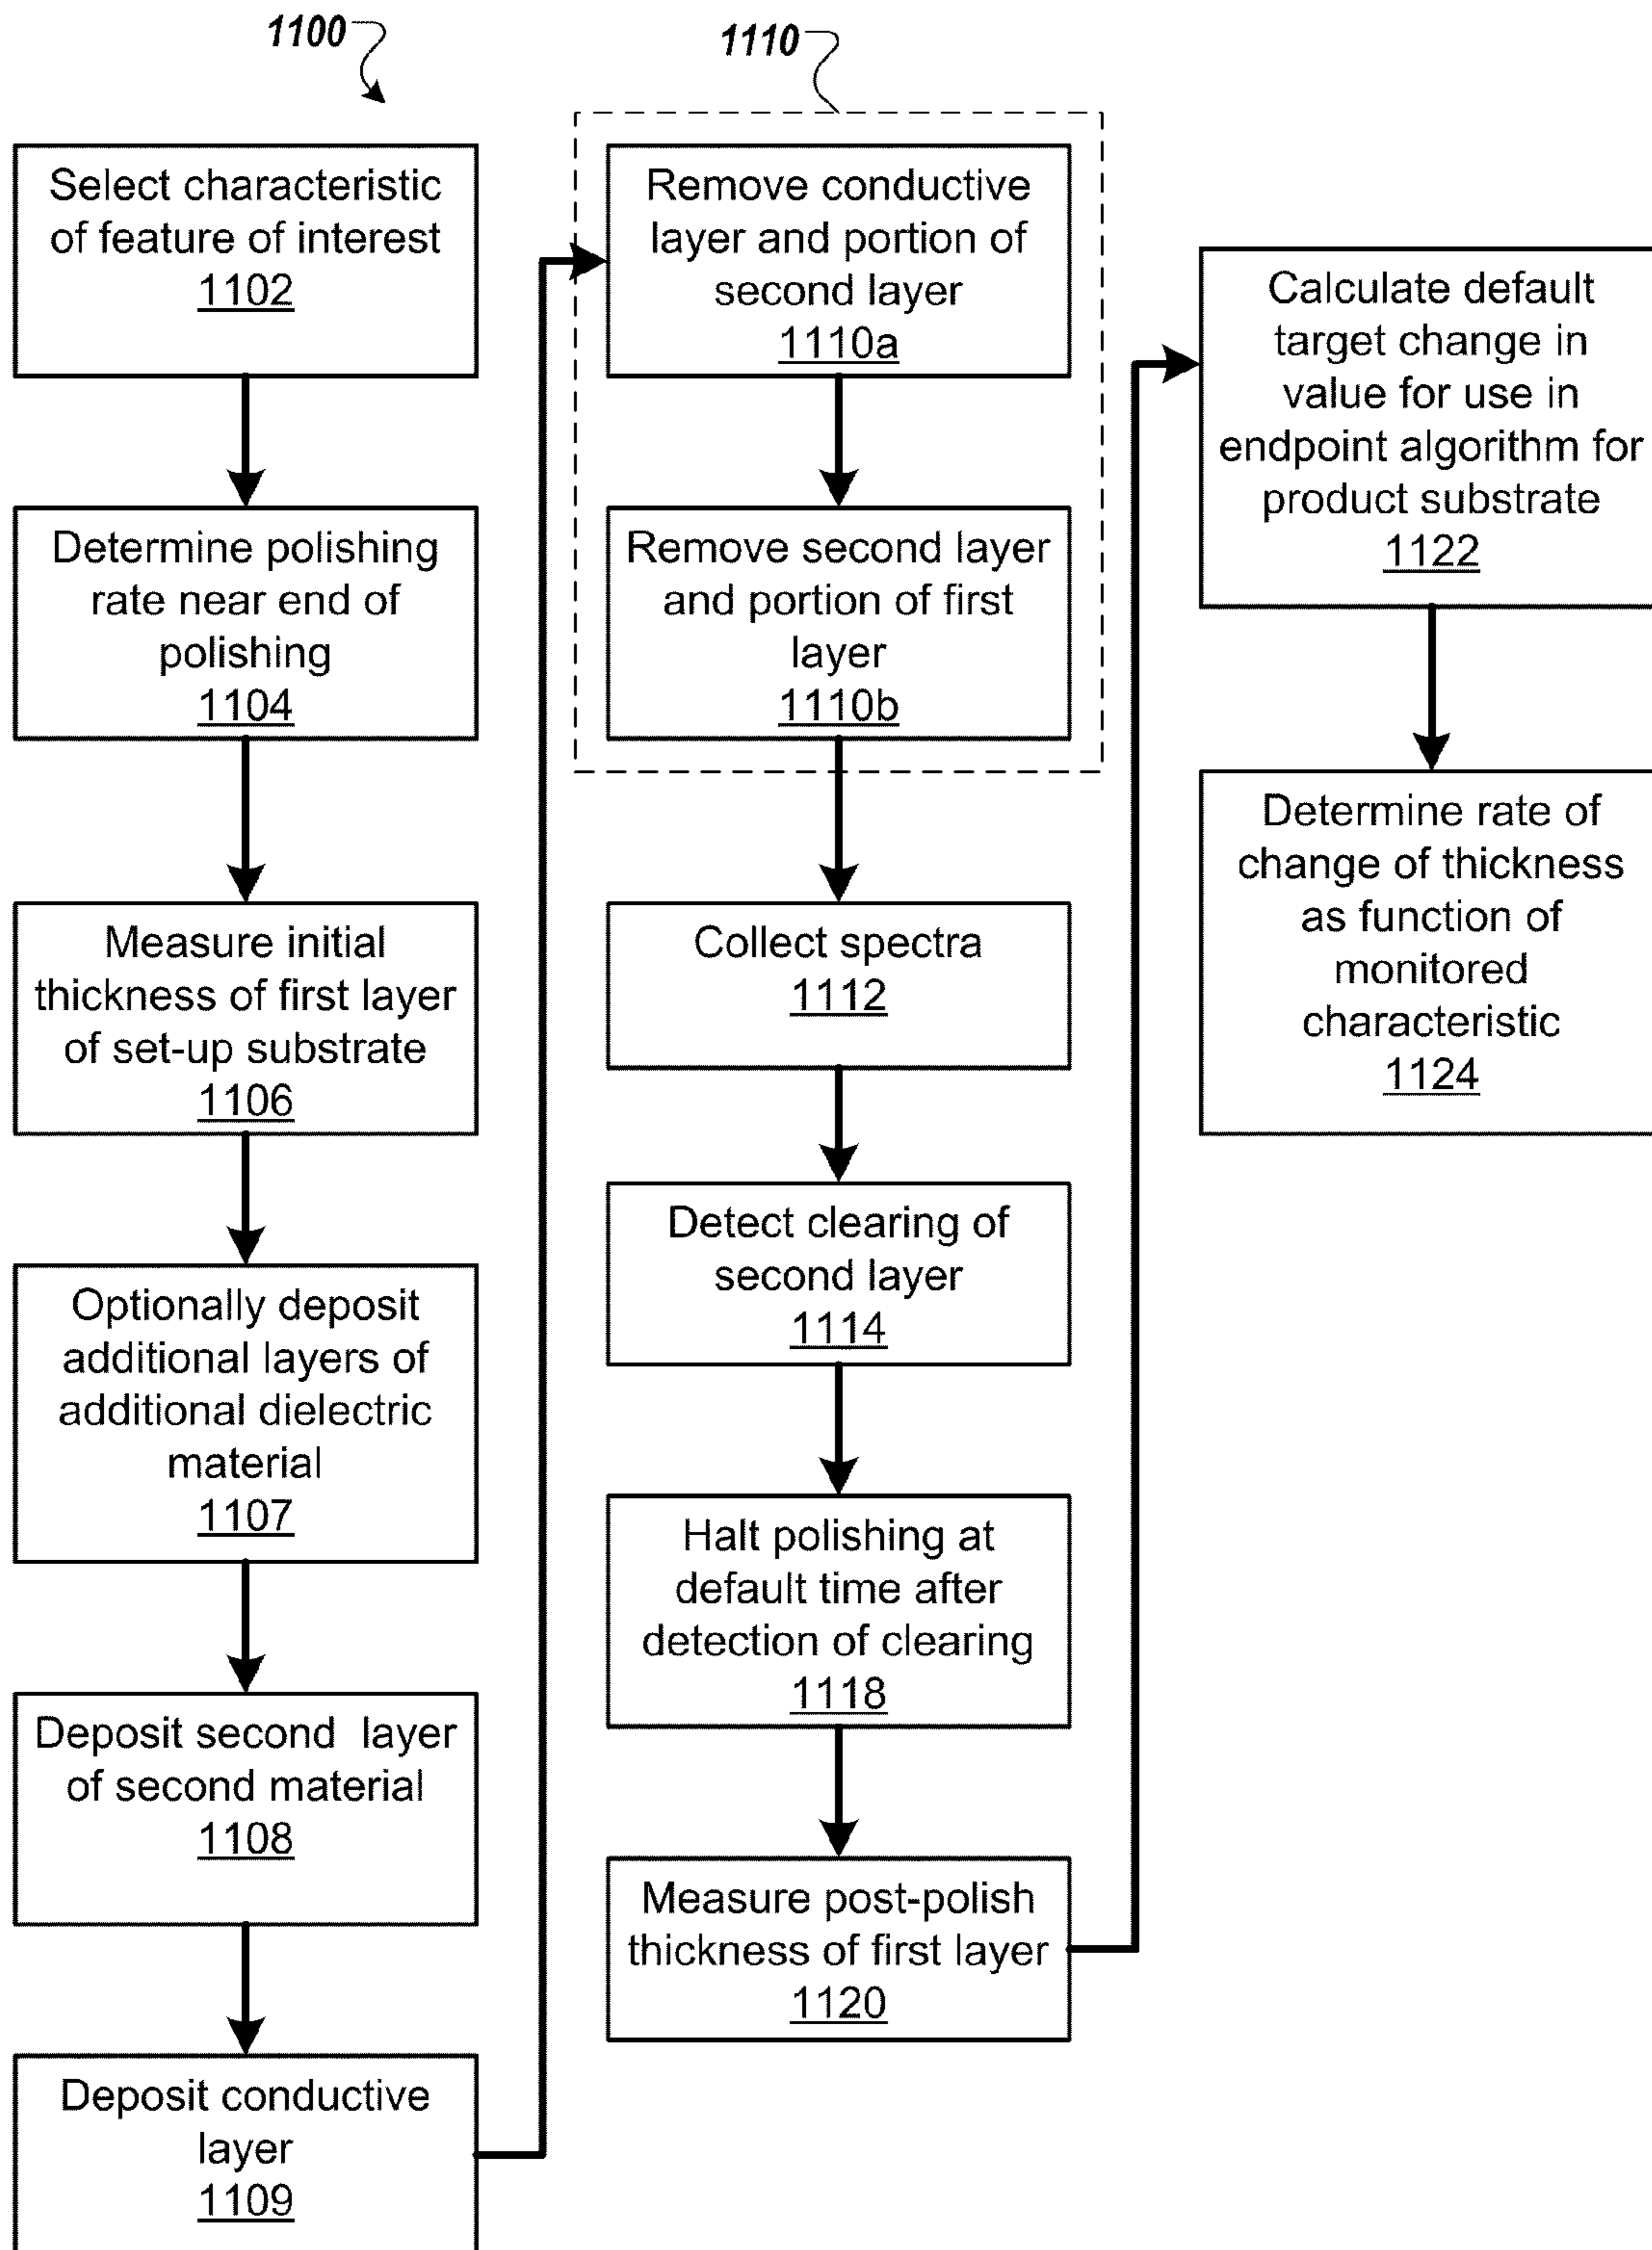 1100
1110
Select characteristic
of feature of interest
1102
Determine polishing
rate near end of
polishing
1104
Measure initial
thickness of first layer
of set-up substrate
1106
Optionally deposit
additional layers of
additional dielectric
material
1107
Deposit second layer
of second material
1108
Deposit conductive
layer
1109
Remove conductive
layer and portion of
second layer
1110a
Remove second layer
and portion of first
layer
1110b
Collect spectra
1112
Detect clearing of
second layer
1114
Halt polishing at
default time after
detection of clearing
1118
Measure post-polish
thickness of first layer
1120
Calculate default
target change in
value for use in
endpoint algorithm for
product substrate
1122
Determine rate of
change of thickness
as function of
monitored
characteristic
1124